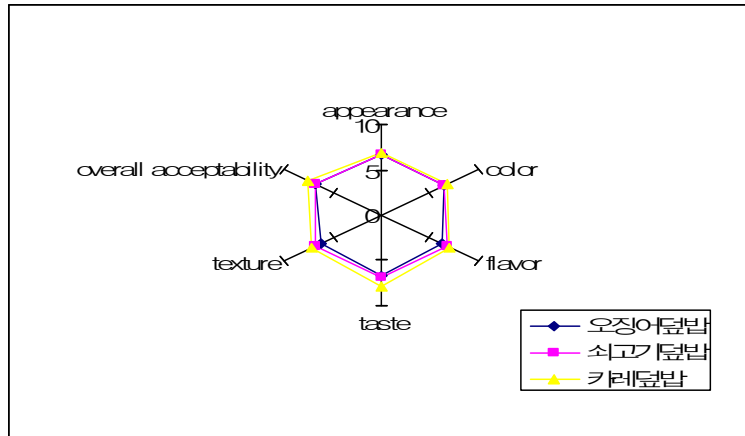 appearance
10
overall acceptability
color
5
0
texture
flavor
taste
오징어덮밥
쇠고기덮밥
카레덮밥